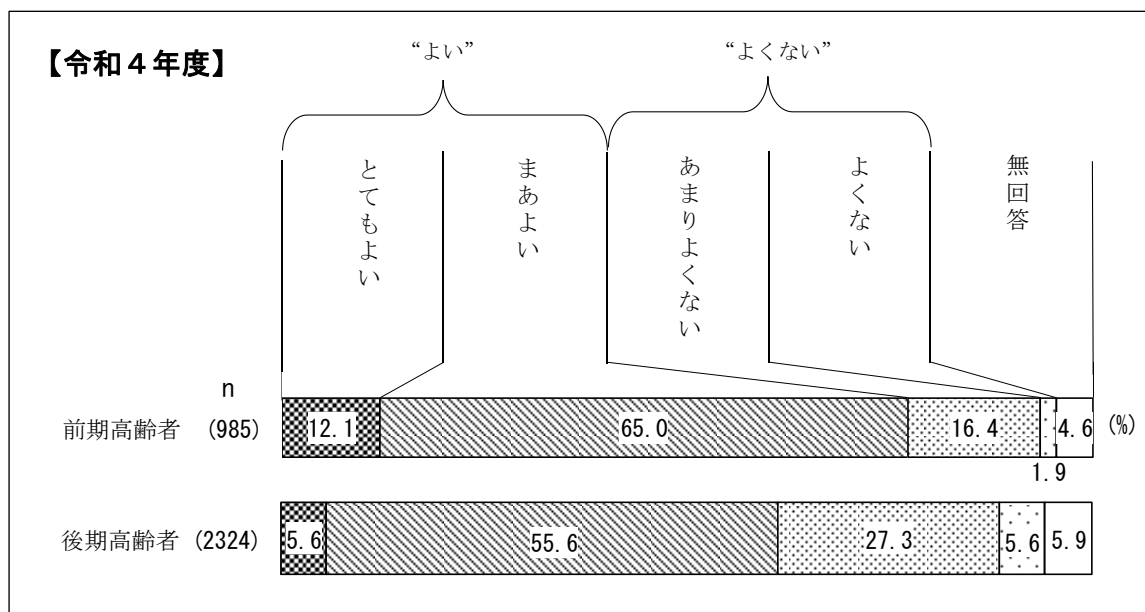 【令和４年度】
“よい”
“よくない”
とてもよい
まあよい
あまりよくない
よくない
無回答
n
前期高齢者 (985) 12.1 65.0 16.4 4.6 (%)
1.9
後期高齢者 (2324) 5.6 55.6 27.3 5.6 5.9